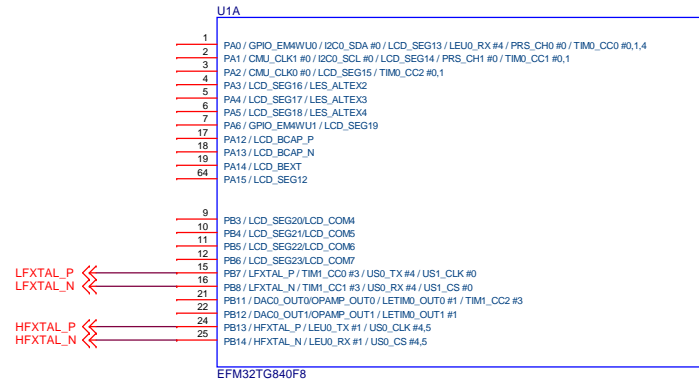 U1A
1 PA0 / GPIO_EM4WU0 / I2C0_SDA #0 / LCD_SEG13 / LEU0_RX #4 / PRS_CH0 #0 / TIM0_CC0 #0,1,4
2 PA1 / CMU_CLK1 #0 / I2C0_SCL #0 / LCD_SEG14 / PRS_CH1 #0 / TIM0_CC1 #0,1
3 PA2 / CMU_CLK0 #0 / LCD_SEG15 / TIM0_CC2 #0,1
4 PA3 / LCD_SEG16 / LES_ALTEX2
5 PA4 / LCD_SEG17 / LES_ALTEX3
6 PA5 / LCD_SEG18 / LES_ALTEX4
7 PA6 / GPIO_EM4WU1 / LCD_SEG19
17 PA12 / LCD_BCAP_P
18 PA13 / LCD_BCAP_N
19 PA14 / LCD_BEXT
64 PA15 / LCD_SEG12
9 PB3 / LCD_SEG20/LCD_COM4
10 PB4 / LCD_SEG21/LCD_COM5
11 PB5 / LCD_SEG22/LCD_COM6
12 PB6 / LCD_SEG23/LCD_COM7
LFXTAL_P 15 PB7 / LFXTAL_P / TIM1_CC0 #3 / US0_TX #4 / US1_CLK #0
LFXTAL_N 16 PB8 / LFXTAL_N / TIM1_CC1 #3 / US0_RX #4 / US1_CS #0
21 PB11 / DAC0_OUT0/OPAMP_OUT0 / LETIM0_OUT0 #1 / TIM1_CC2 #3
22 PB12 / DAC0_OUT1/OPAMP_OUT1 / LETIM0_OUT1 #1
HFXTAL_P 24 PB13 / HFXTAL_P / LEU0_TX #1 / US0_CLK #4,5
HFXTAL_N 25 PB14 / HFXTAL_N / LEU0_RX #1 / US0_CS #4,5
EFM32TG840F8